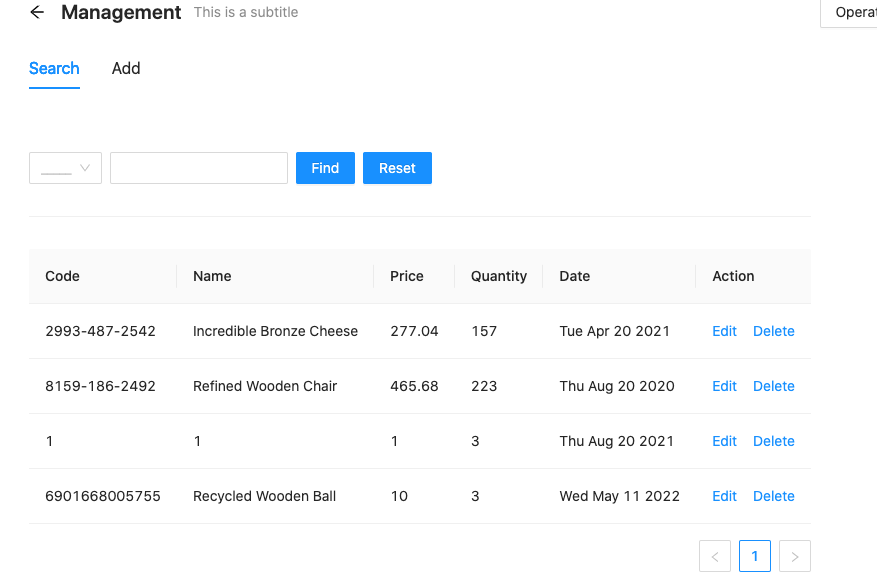 Management This is a subtitle
Search Add
Find Reset
Code Name Price Quantity Date Action
2993-487-2542 Incredible Bronze Cheese 277.04 157 Tue Apr 20 2021 Edit Delete
8159-186-2492 Refined Wooden Chair 465.68 223 Thu Aug 20 2020 Edit Delete
1 1 1 3 Thu Aug 20 2021 Edit Delete
6901668005755 Recycled Wooden Ball 10 3 Wed May 11 2022 Edit Delete
< 1 >